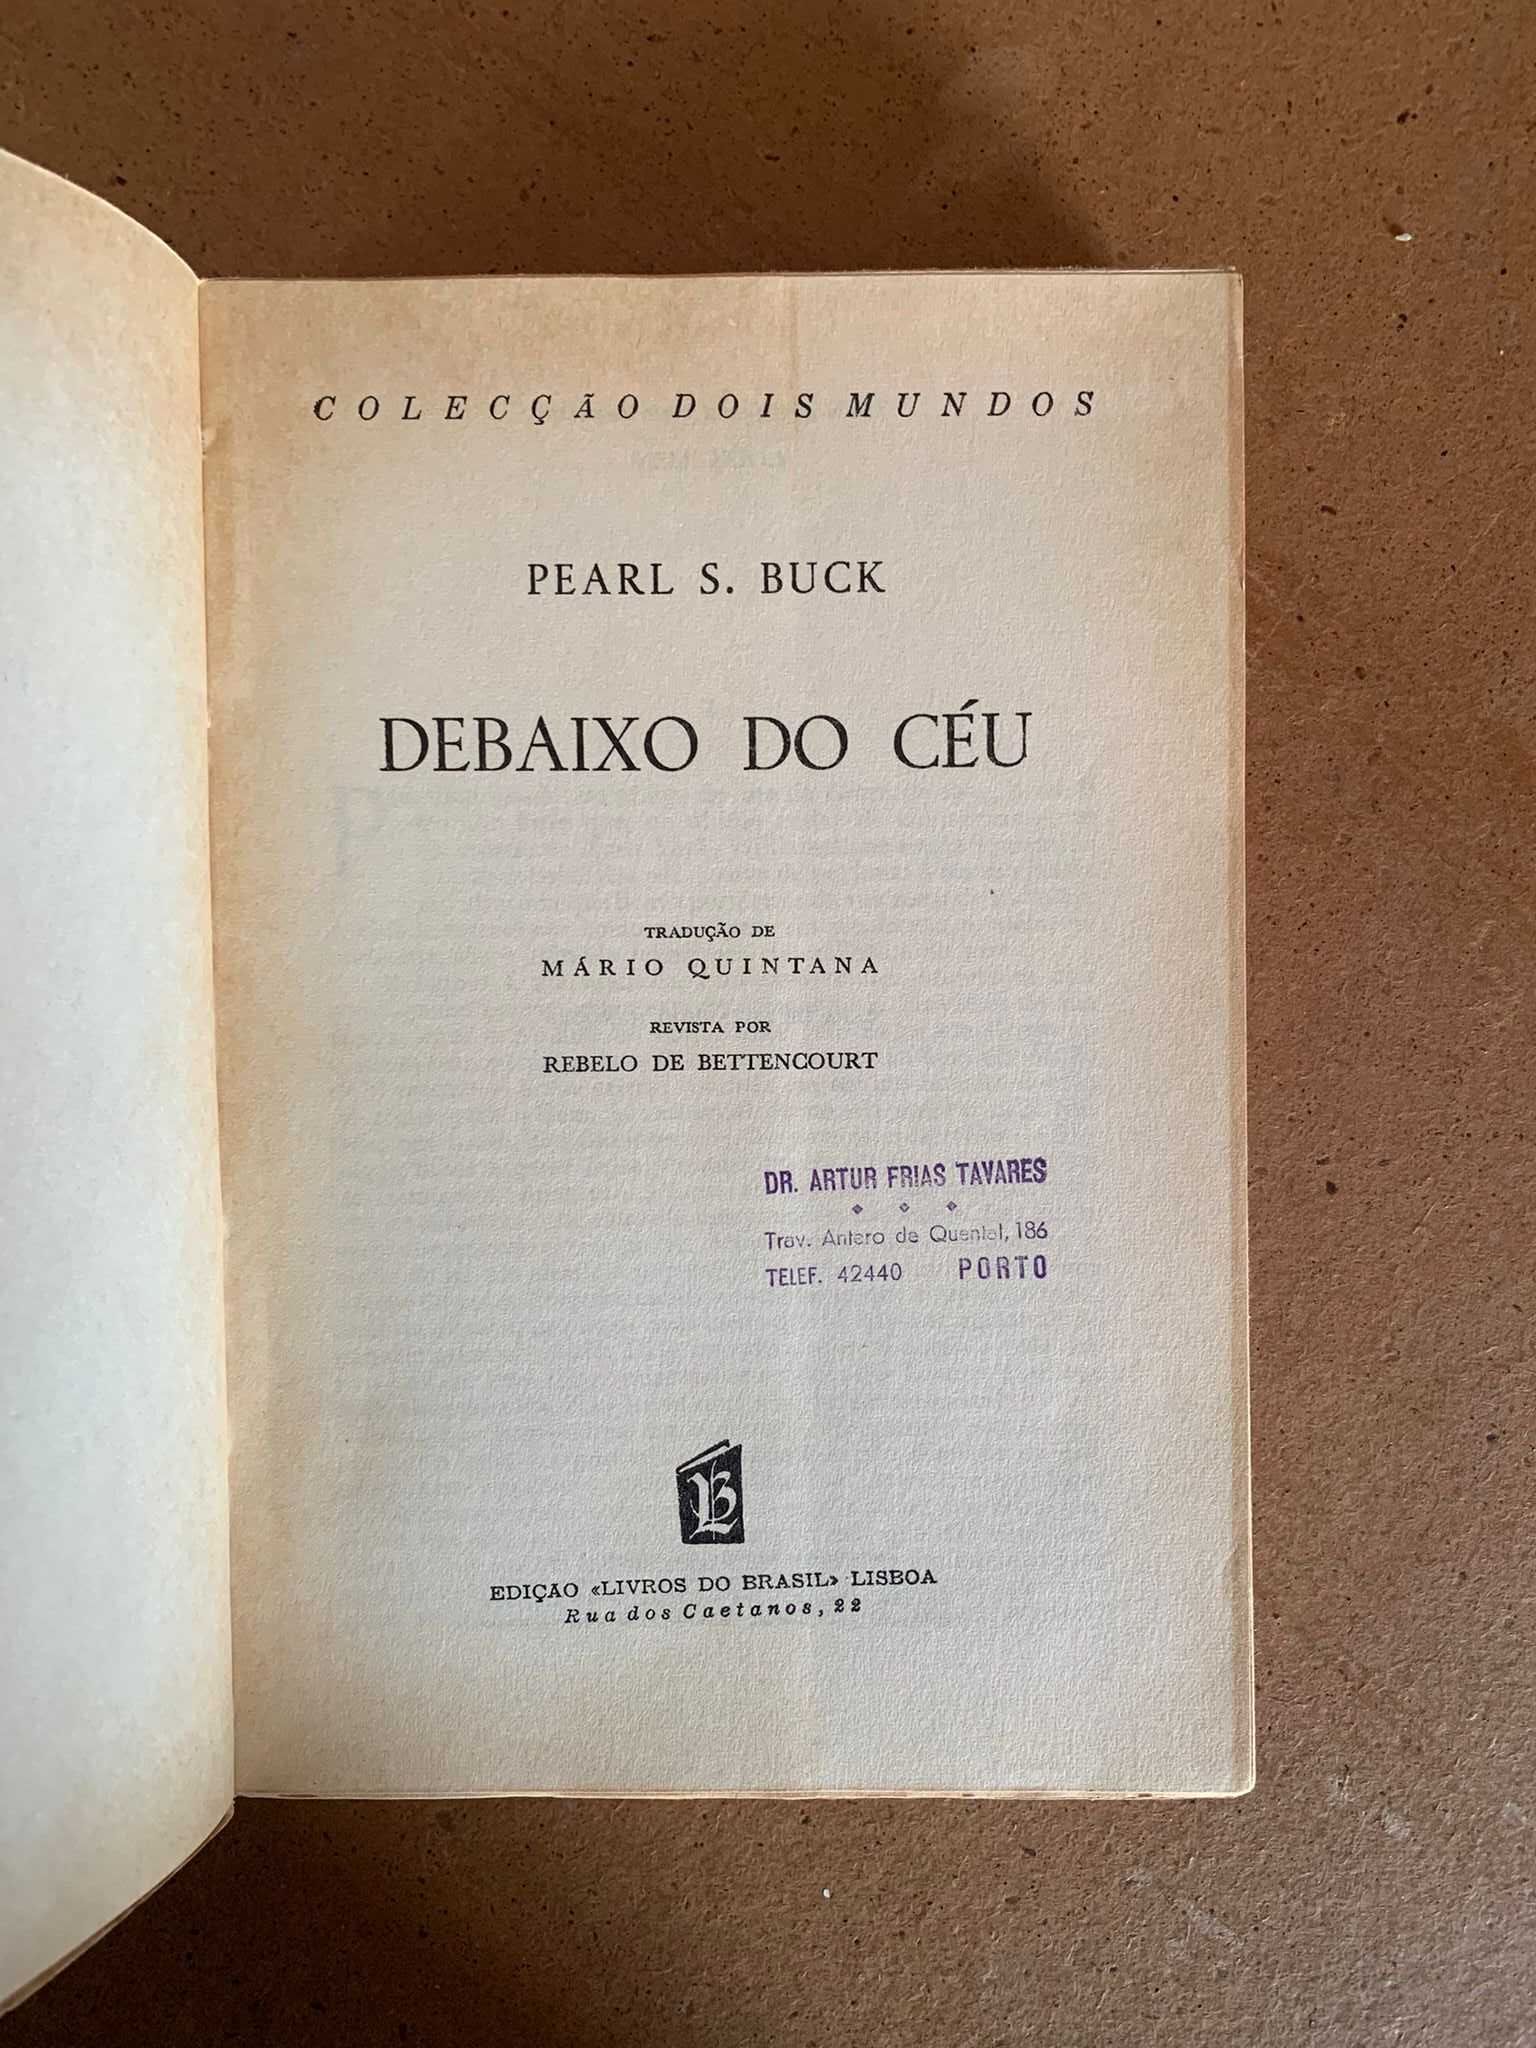 COLECÇÃO DOIS MUNDOS
PEARL S. BUCK
DEBAIXO DO CÉU
TRADUÇÃO DE
MÁRIO QUINTANA
REVISTA POR
REBELO DE BETTENCOURT
DR. ARTUR FRIAS TAVARES
Trav. Antero de Quental, 186
TELEF. 42440 PORTO
LB
EDIÇÃO «LIVROS DO BRASIL» LISBOA
Rua dos Caetanos, 22